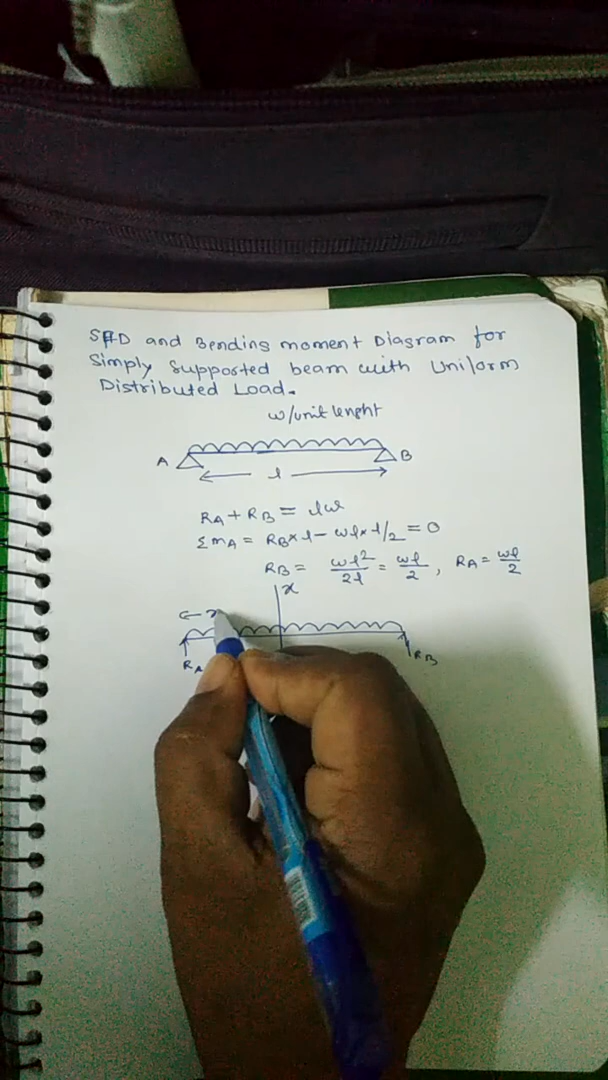 SFD and Bending moment Diagram for
Simply Supported beam with Uniform
Distributed Load.
w/unit lenght
A B
l
RA + RB = lw
ΣmA = RB×l - wl×l/2 = 0
RB = wl²/2l = wl/2, RA = wl/2
x
x
RA RB